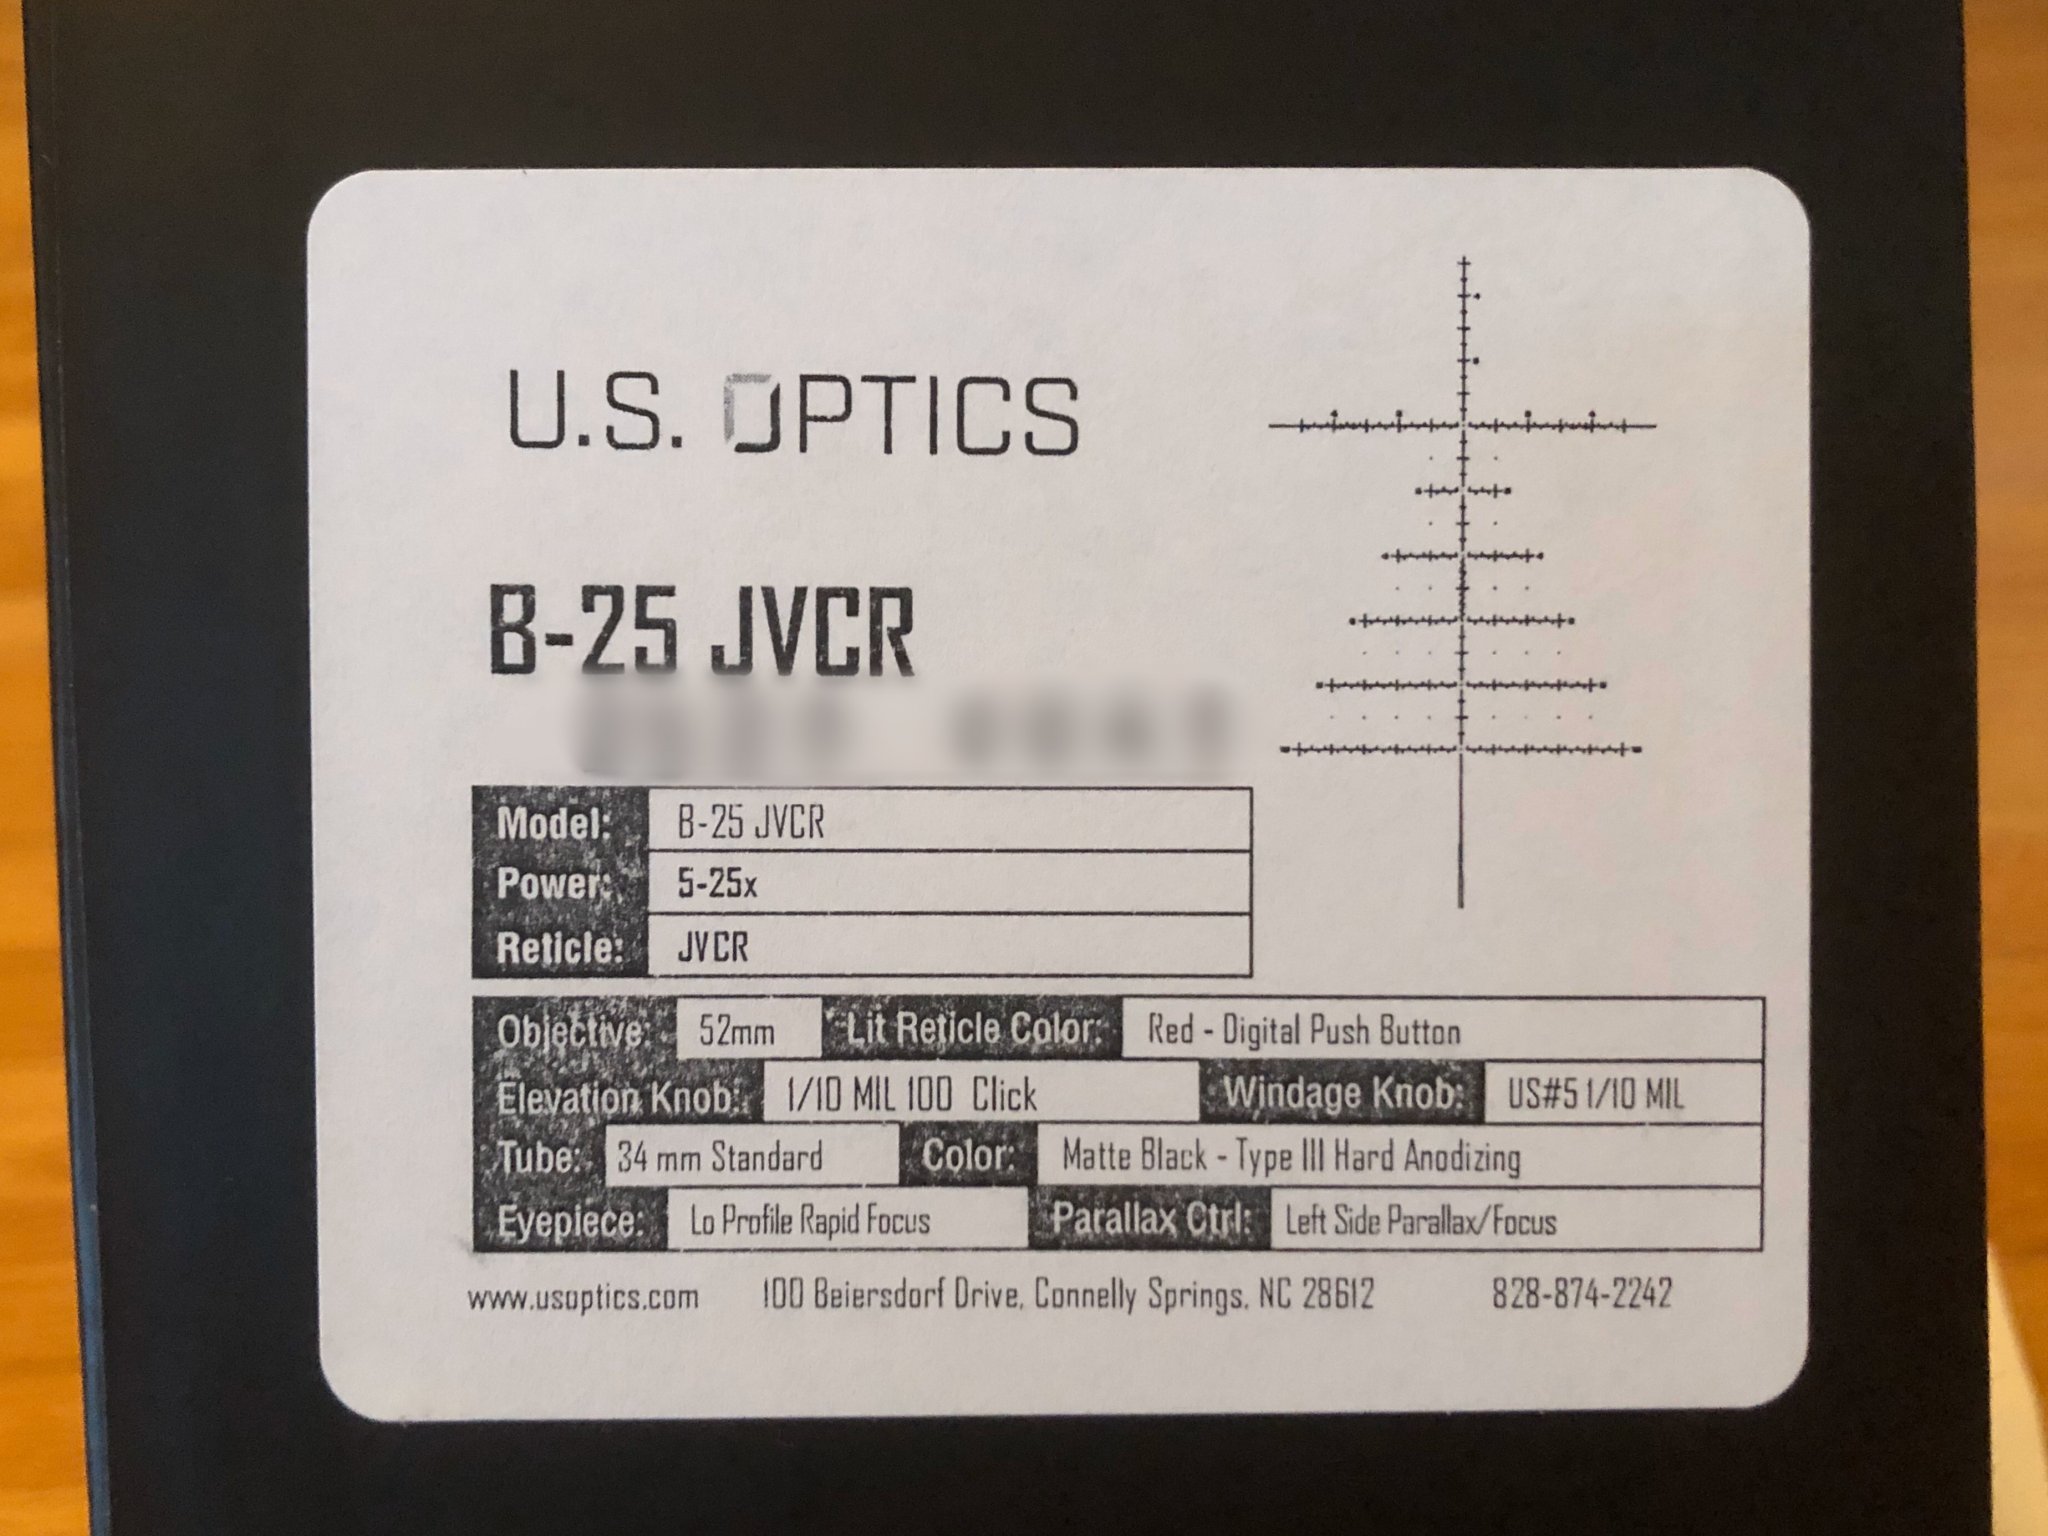 U.S. OPTICS
B-25 JVCR
Model: B-25 JVCR
Power: 5-25x
Reticle: JVCR
Objective: 52mm Lit Reticle Color: Red - Digital Push Button
Elevation Knob: 1/10 MIL 100 Click Windage Knob: US#5 1/10 MIL
Tube: 34 mm Standard Color: Matte Black - Type III Hard Anodizing
Eyepiece: Lo Profile Rapid Focus Parallax Ctrl: Left Side Parallax/Focus
www.usoptics.com 100 Beiersdorf Drive, Connelly Springs, NC 28612 828-874-2242